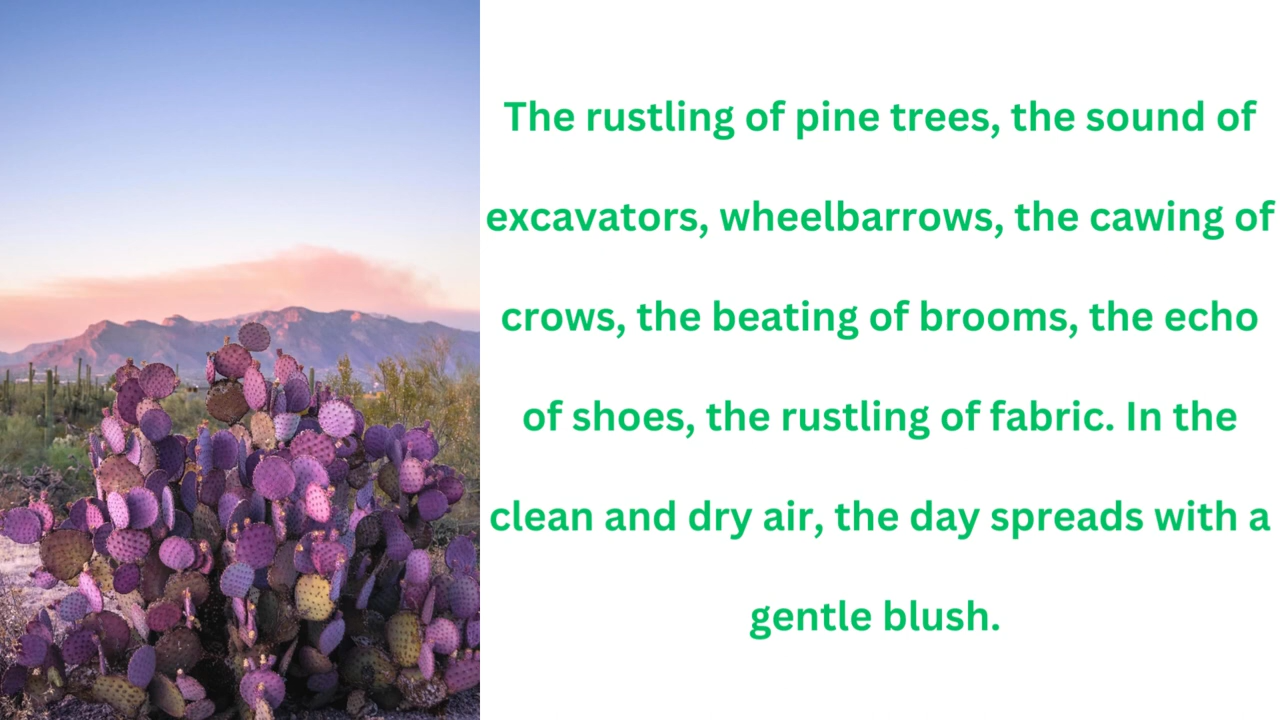 The rustling of pine trees, the sound of
excavators, wheelbarrows, the cawing of
crows, the beating of brooms, the echo
of shoes, the rustling of fabric. In the
clean and dry air, the day spreads with a
gentle blush.